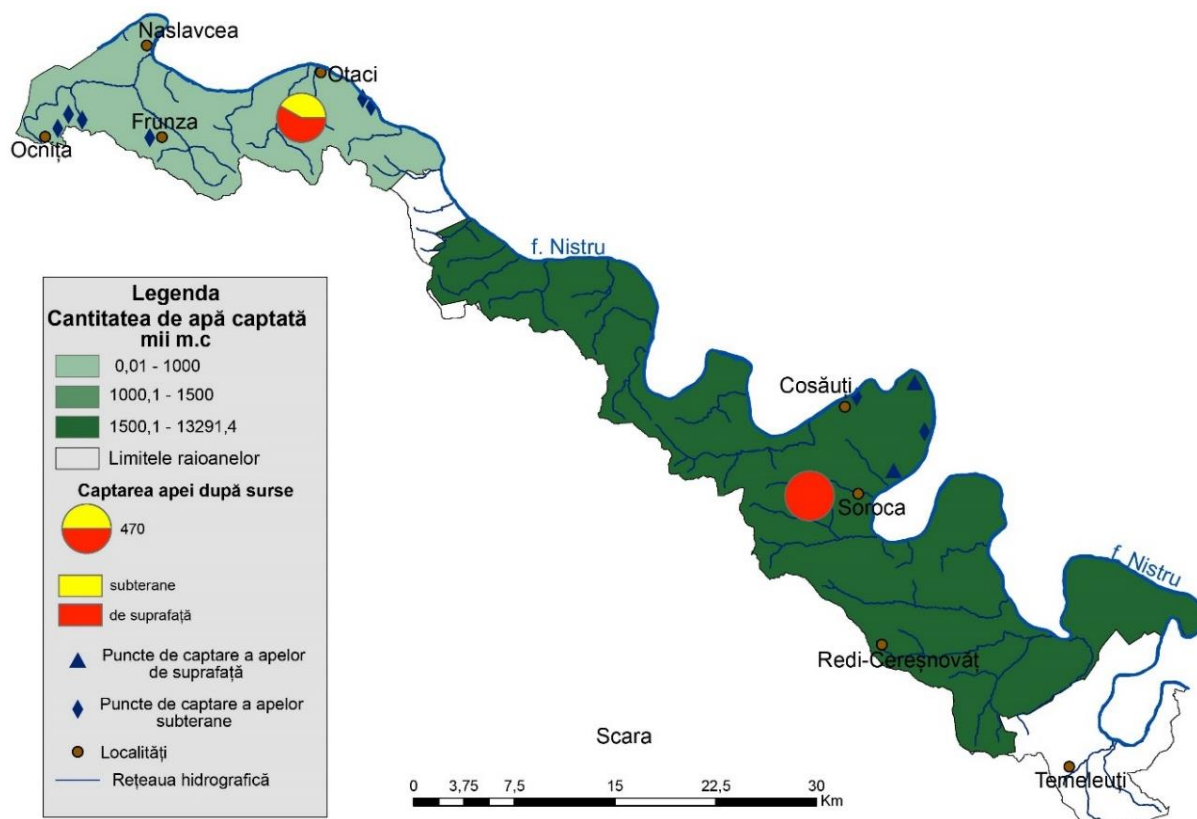 Naslavcea
Otaci
Frunza
Ocnița
f. Nistru
Cosăuți
Soroca
f. Nistru
Redi-Cereșnovăț
Temeleuți
Legenda
Cantitatea de apă captată
mii m.c
0,01 - 1000
1000,1 - 1500
1500,1 - 13291,4
Limitele raioanelor
Captarea apei după surse
470
subterane
de suprafață
Puncte de captare a apelor
de suprafață
Puncte de captare a apelor
subterane
Localități
Rețeaua hidrografică
Scara
0 3,75 7,5 15 22,5 30
Km